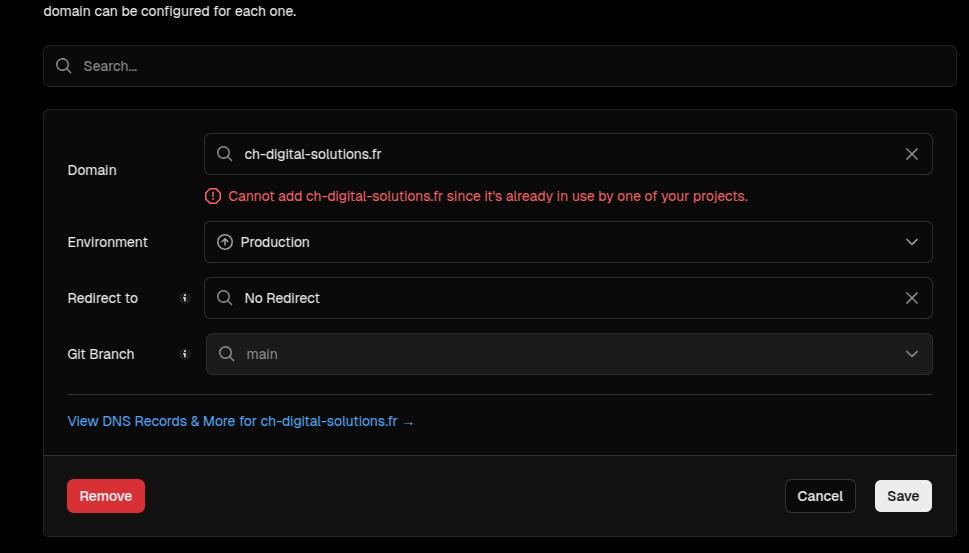 domain can be configured for each one.
Search...
Domain
ch-digital-solutions.fr
Cannot add ch-digital-solutions.fr since it's already in use by one of your projects.
Environment
Production
Redirect to
No Redirect
Git Branch
main
View DNS Records & More for ch-digital-solutions.fr →
Remove
Cancel
Save